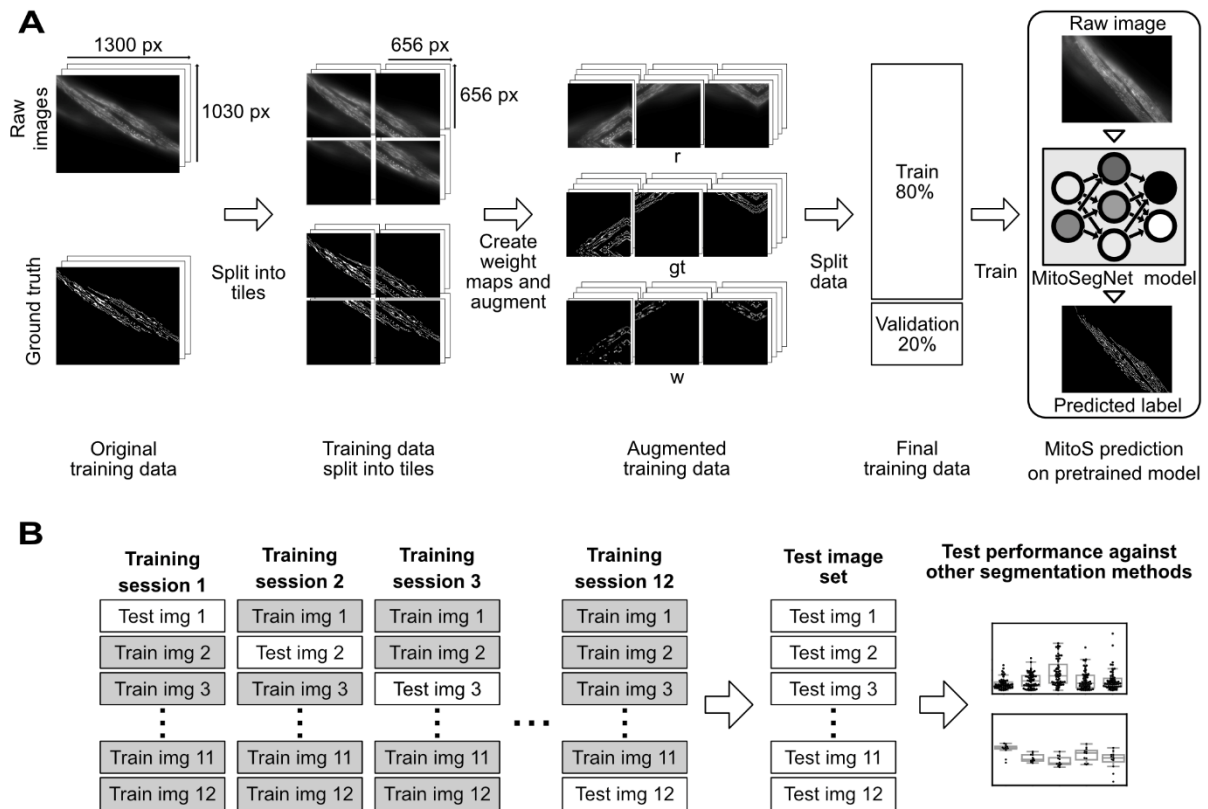 A
1300 px
1030 px
Raw
images
Ground truth
Original
training data
Split into
tiles
656 px
656 px
Training data
split into tiles
Create
weight
maps and
augment
r
gt
w
Augmented
training data
Split
data
Train
80%
Validation
20%
Final
training data
Train
Raw image
MitoSegNet model
Predicted label
MitoS prediction
on pretrained model
B
Training
session 1
Test img 1
Train img 2
Train img 3
Train img 11
Train img 12
Training
session 2
Train img 1
Test img 2
Train img 3
Train img 11
Train img 12
Training
session 3
Train img 1
Train img 2
Test img 3
Train img 11
Train img 12
...
Training
session 12
Train img 1
Train img 2
Train img 3
Train img 11
Test img 12
Test image
set
Test img 1
Test img 2
Test img 3
Test img 11
Test img 12
Test performance against
other segmentation methods